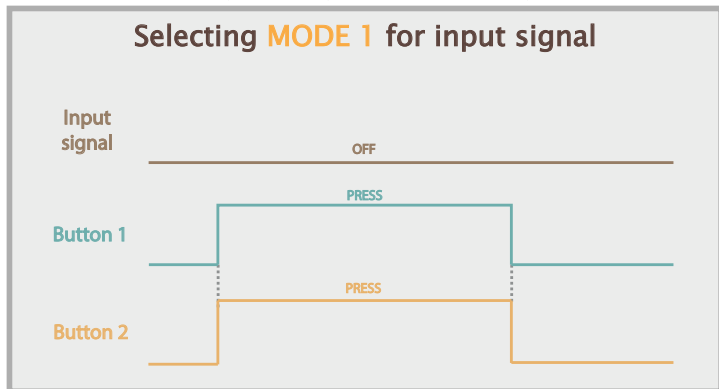 Selecting MODE 1 for input signal
Input
signal
OFF
PRESS
Button 1
PRESS
Button 2